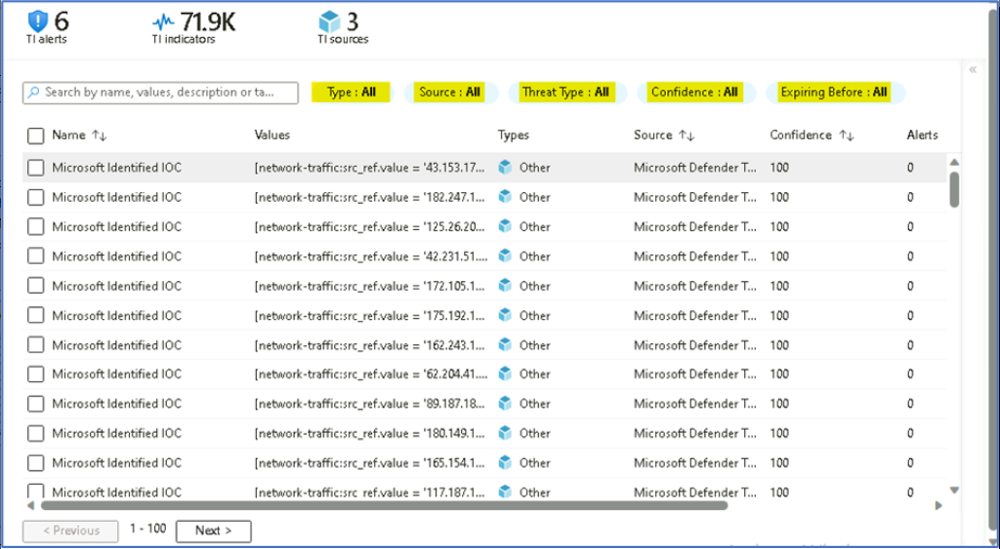 6 71.9K 3
TI alerts TI indicators TI sources
Search by name, values, description or ta... Type : All Source : All Threat Type : All Confidence : All Expiring Before : All
Name ↑↓ Values Types Source ↑↓ Confidence ↑↓ Alerts
Microsoft Identified IOC [network-traffic:src_ref.value = '43.153.17... Other Microsoft Defender T... 100 0
Microsoft Identified IOC [network-traffic:src_ref.value = '182.247.1... Other Microsoft Defender T... 100 0
Microsoft Identified IOC [network-traffic:src_ref.value = '125.26.20... Other Microsoft Defender T... 100 0
Microsoft Identified IOC [network-traffic:src_ref.value = '42.231.51.... Other Microsoft Defender T... 100 0
Microsoft Identified IOC [network-traffic:src_ref.value = '172.105.1... Other Microsoft Defender T... 100 0
Microsoft Identified IOC [network-traffic:src_ref.value = '175.192.1... Other Microsoft Defender T... 100 0
Microsoft Identified IOC [network-traffic:src_ref.value = '162.243.1... Other Microsoft Defender T... 100 0
Microsoft Identified IOC [network-traffic:src_ref.value = '62.204.41.... Other Microsoft Defender T... 100 0
Microsoft Identified IOC [network-traffic:src_ref.value = '89.187.18... Other Microsoft Defender T... 100 0
Microsoft Identified IOC [network-traffic:src_ref.value = '180.149.1... Other Microsoft Defender T... 100 0
Microsoft Identified IOC [network-traffic:src_ref.value = '165.154.1... Other Microsoft Defender T... 100 0
Microsoft Identified IOC [network-traffic:src_ref.value = '117.187.1... Other Microsoft Defender T... 100 0
< Previous 1 - 100 Next >